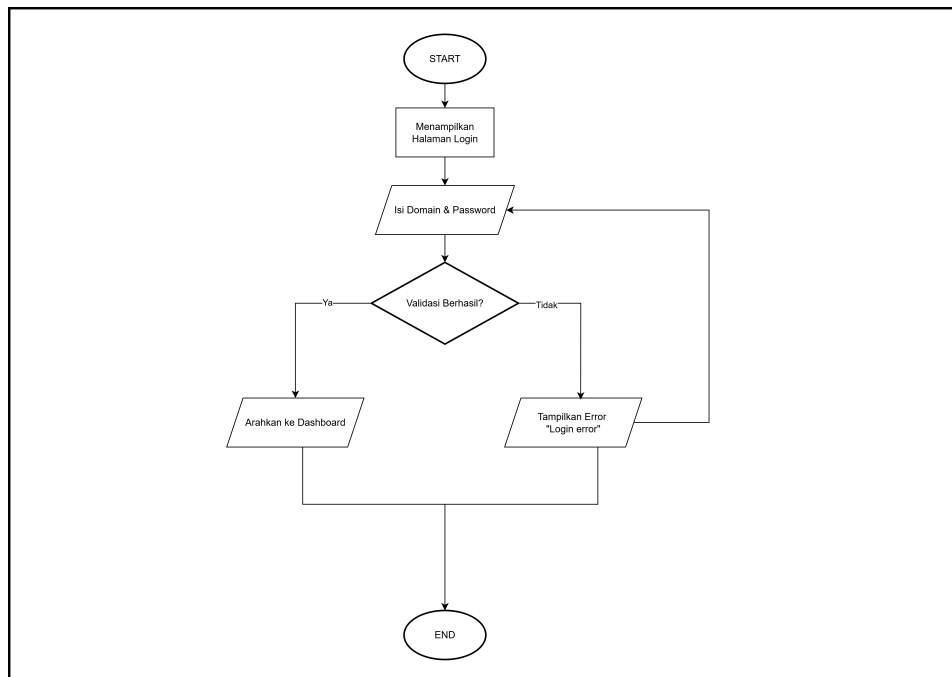 START
Menampilkan
Halaman Login
Isi Domain & Password
Validasi Berhasil?
Ya
Tidak
Arahkan ke Dashboard
Tampilkan Error
"Login error"
END